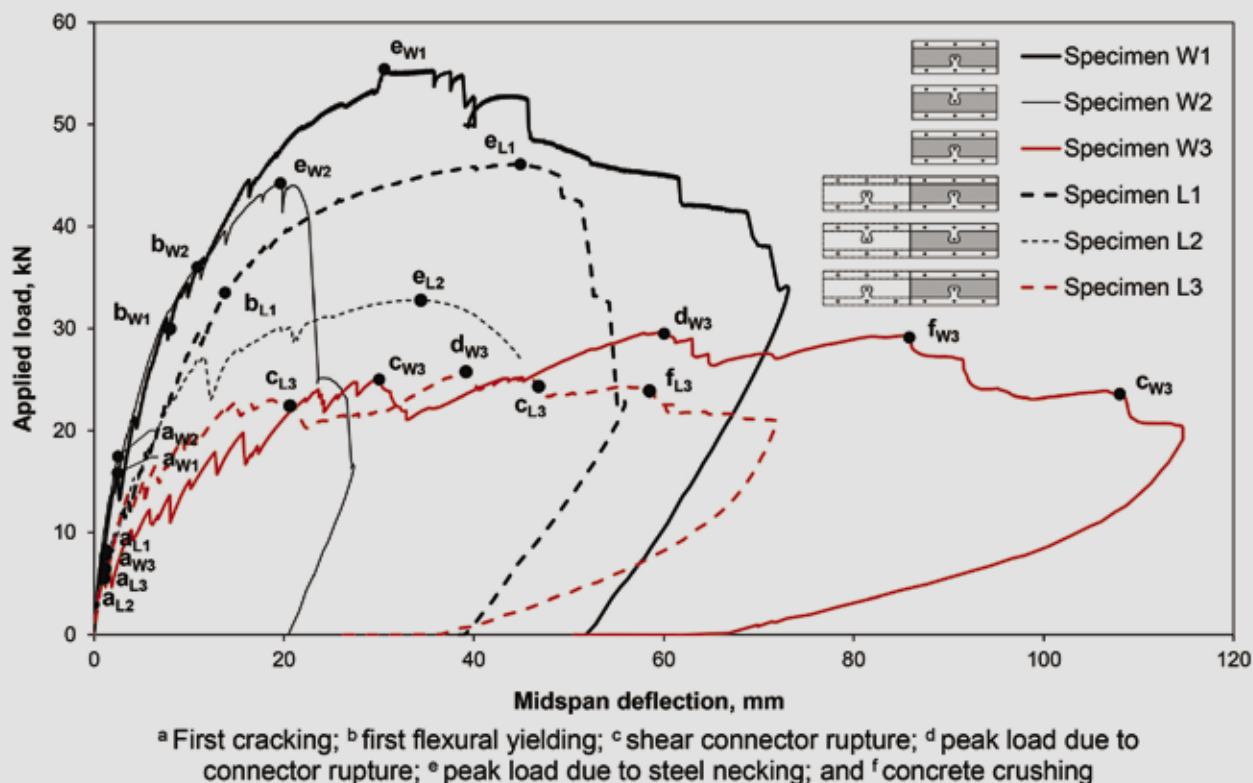 60
50
40
30
20
10
0
Applied load, kN
eW1
eL1
eW2
bW2
bW1
bL1
eL2
dW3
fW3
dW3
cW3
cL3
cL3
fL3
cW3
aW2
aW1
aL1
aW3
aL3
aL2
Specimen W1
Specimen W2
Specimen W3
Specimen L1
Specimen L2
Specimen L3
0 20 40 60 80 100 120
Midspan deflection, mm
a First cracking; b first flexural yielding; c shear connector rupture; d peak load due to
connector rupture; e peak load due to steel necking; and f concrete crushing